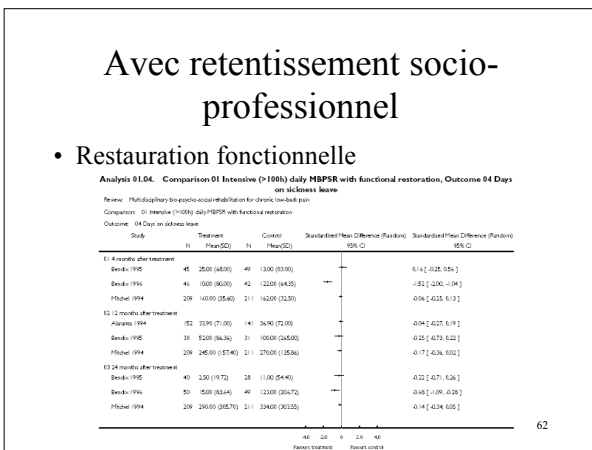 Avec retentissement socio-
professionnel
• Restauration fonctionnelle
Analysis 01.04. Comparison 01 Intensive (>100h) daily MBPSR with functional restoration, Outcome 04 Days
on sickness leave
Review: Multidisciplinary bio-psycho-social rehabilitation for chronic low-back pain
Comparison: 01 Intensive (>100h) daily MBPSR with functional restoration
Outcome: 04 Days on sickness leave
Study Treatment Control Standardised Mean Difference (Random) Standardised Mean Difference (Random)
N Mean(SD) N Mean(SD) 95% CI 95% CI
01 4 months after treatment
Bendix 1995 45 25.00 (68.00) 49 13.00 (83.00) 0.16 [ -0.25, 0.56 ]
Bendix 1996 46 10.00 (80.00) 42 122.00 (64.35) -1.52 [ -2.00, -1.04 ]
Mitchel 1994 209 160.00 (35.60) 211 162.00 (32.50) -0.06 [ -0.25, 0.13 ]
02 12 months after treatment
Alaranta 1994 152 33.90 (71.00) 141 36.90 (72.00) -0.04 [ -0.27, 0.19 ]
Bendix 1995 38 52.00 (86.36) 31 100.00 (265.00) -0.25 [ -0.73, 0.22 ]
Mitchel 1994 209 245.00 (157.40) 211 270.00 (135.86) -0.17 [ -0.36, 0.02 ]
03 24 months after treatment
Bendix 1995 40 2.50 (19.72) 28 11.00 (54.40) -0.22 [ -0.71, 0.26 ]
Bendix 1996 50 15.00 (83.64) 49 123.00 (206.72) -0.68 [ -1.09, -0.28 ]
Mitchel 1994 209 290.00 (305.70) 211 334.00 (303.55) -0.14 [ -0.34, 0.05 ]
62
-4.0 -2.0 0 2.0 4.0
Favours treatment Favours control